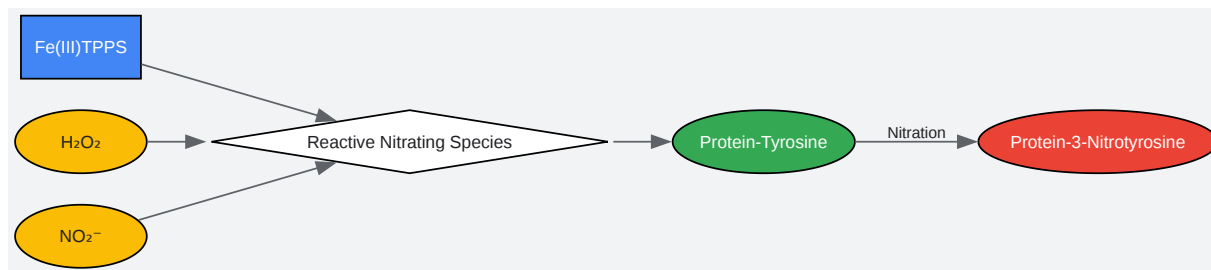 Fe(III)TPPS
H₂O₂
NO₂⁻
Reactive Nitrating Species
Protein-Tyrosine
Nitration
Protein-3-Nitrotyrosine